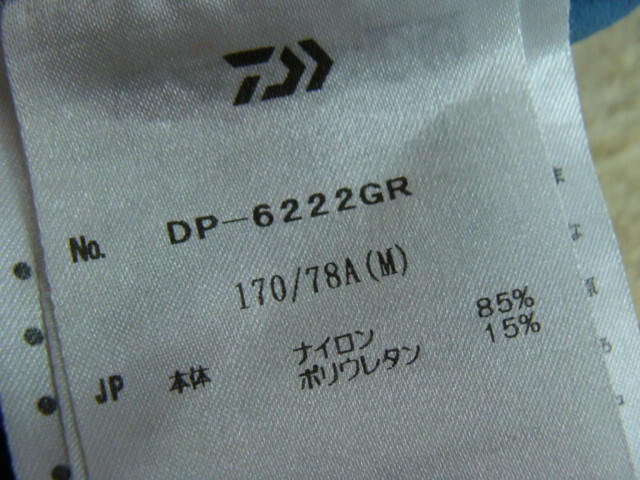 No. DP-6222GR
170/78A(M)
JP 本体 ナイロン 85%
ポリウレタン 15%